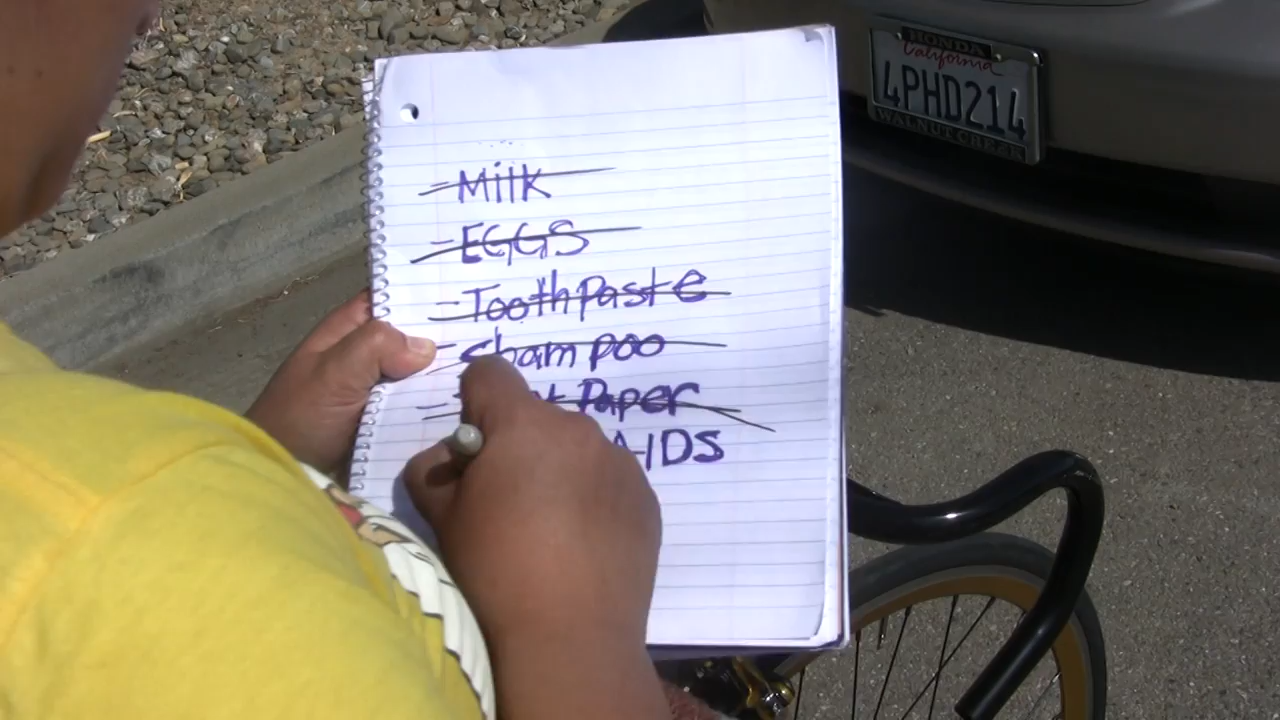 - Milk
- EGGS
- Toothpaste
- Shampoo
- Paper
AIDS
HONDA
California
4PHD214
WALNUT CREEK